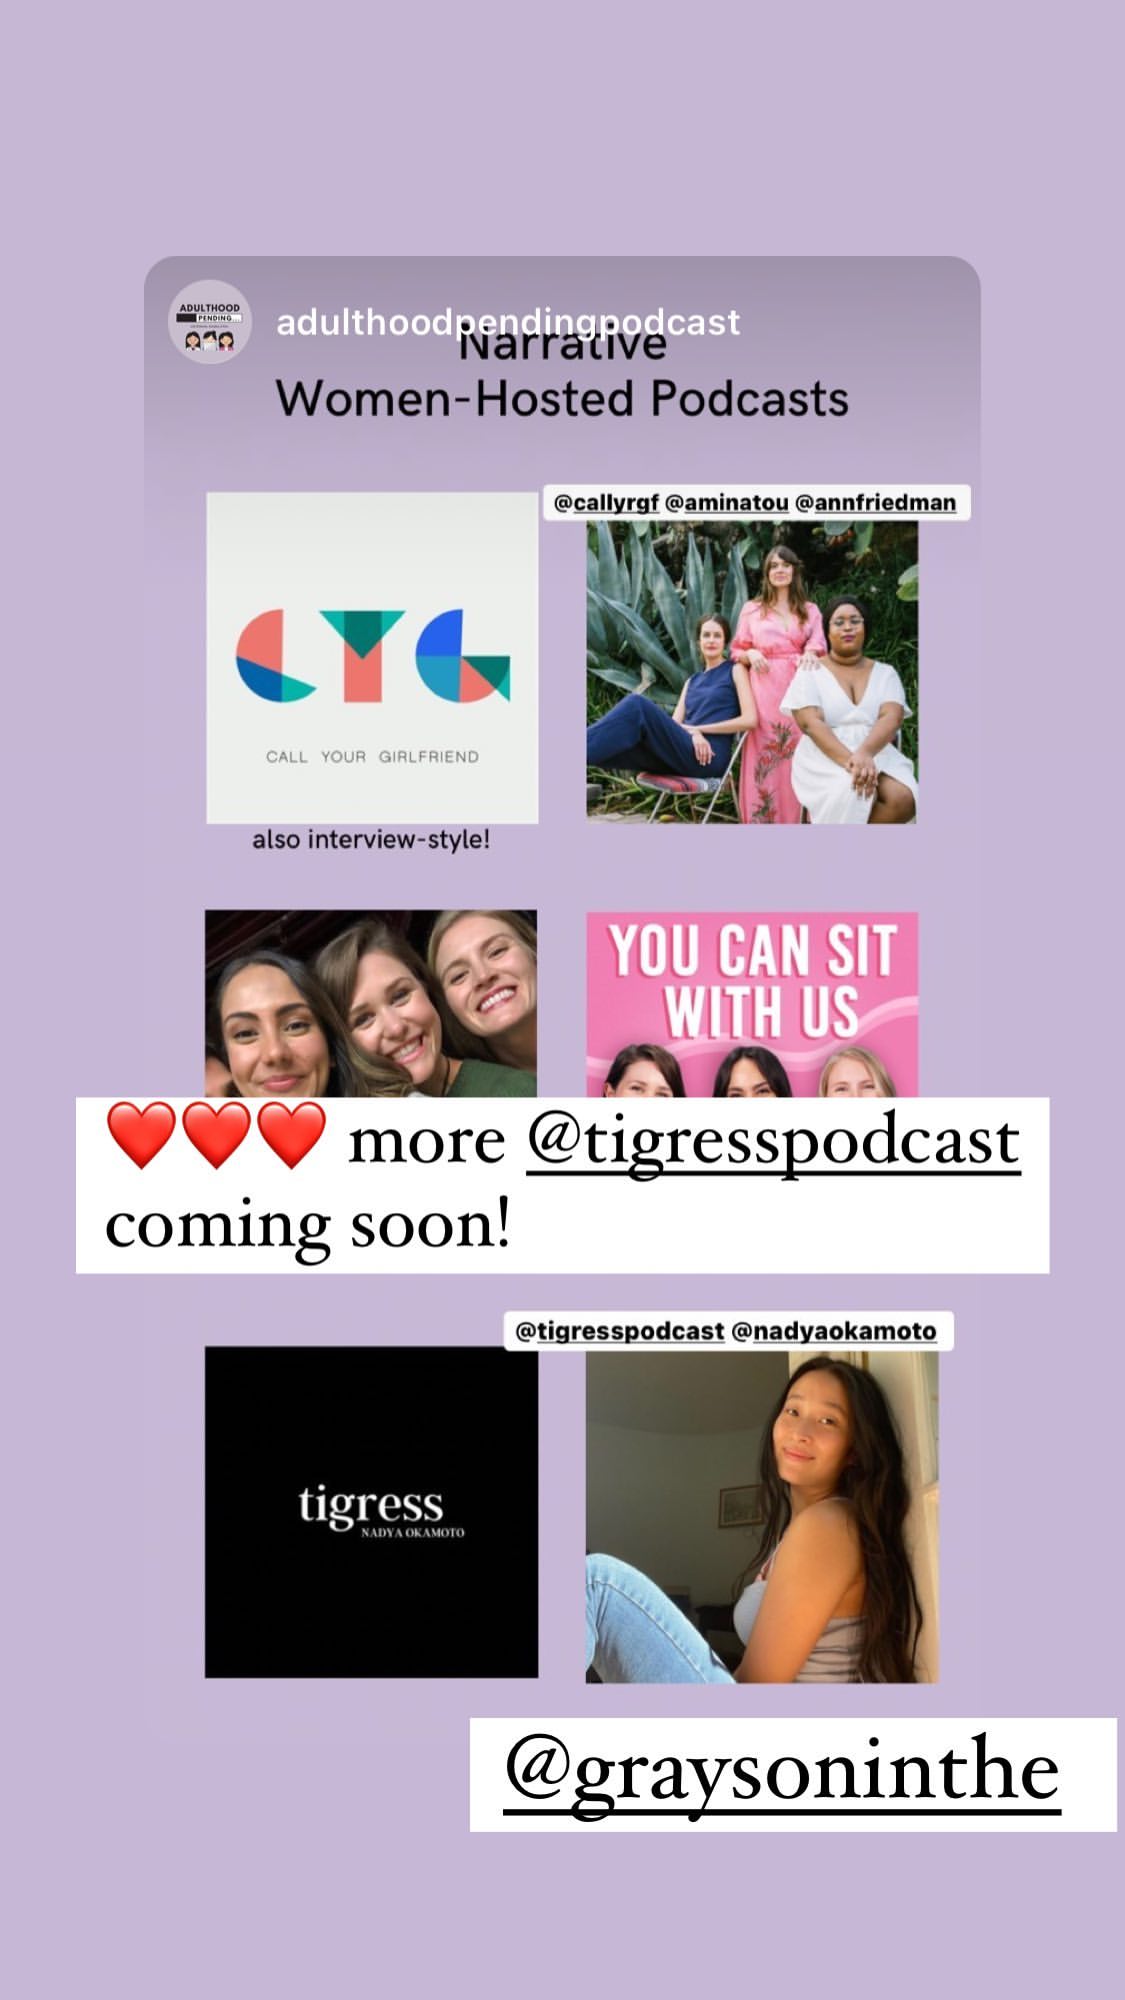 ADULTHOOD
PENDING...
adulthoodpendingpodcast
Narrative
Women-Hosted Podcasts
@callyrgf @aminatou @annfriedman
CYG
CALL YOUR GIRLFRIEND
also interview-style!
YOU CAN SIT
WITH US
❤️❤️❤️ more @tigresspodcast
coming soon!
@tigresspodcast @nadyaokamoto
tigress
NADYA OKAMOTO
@graysoninthe